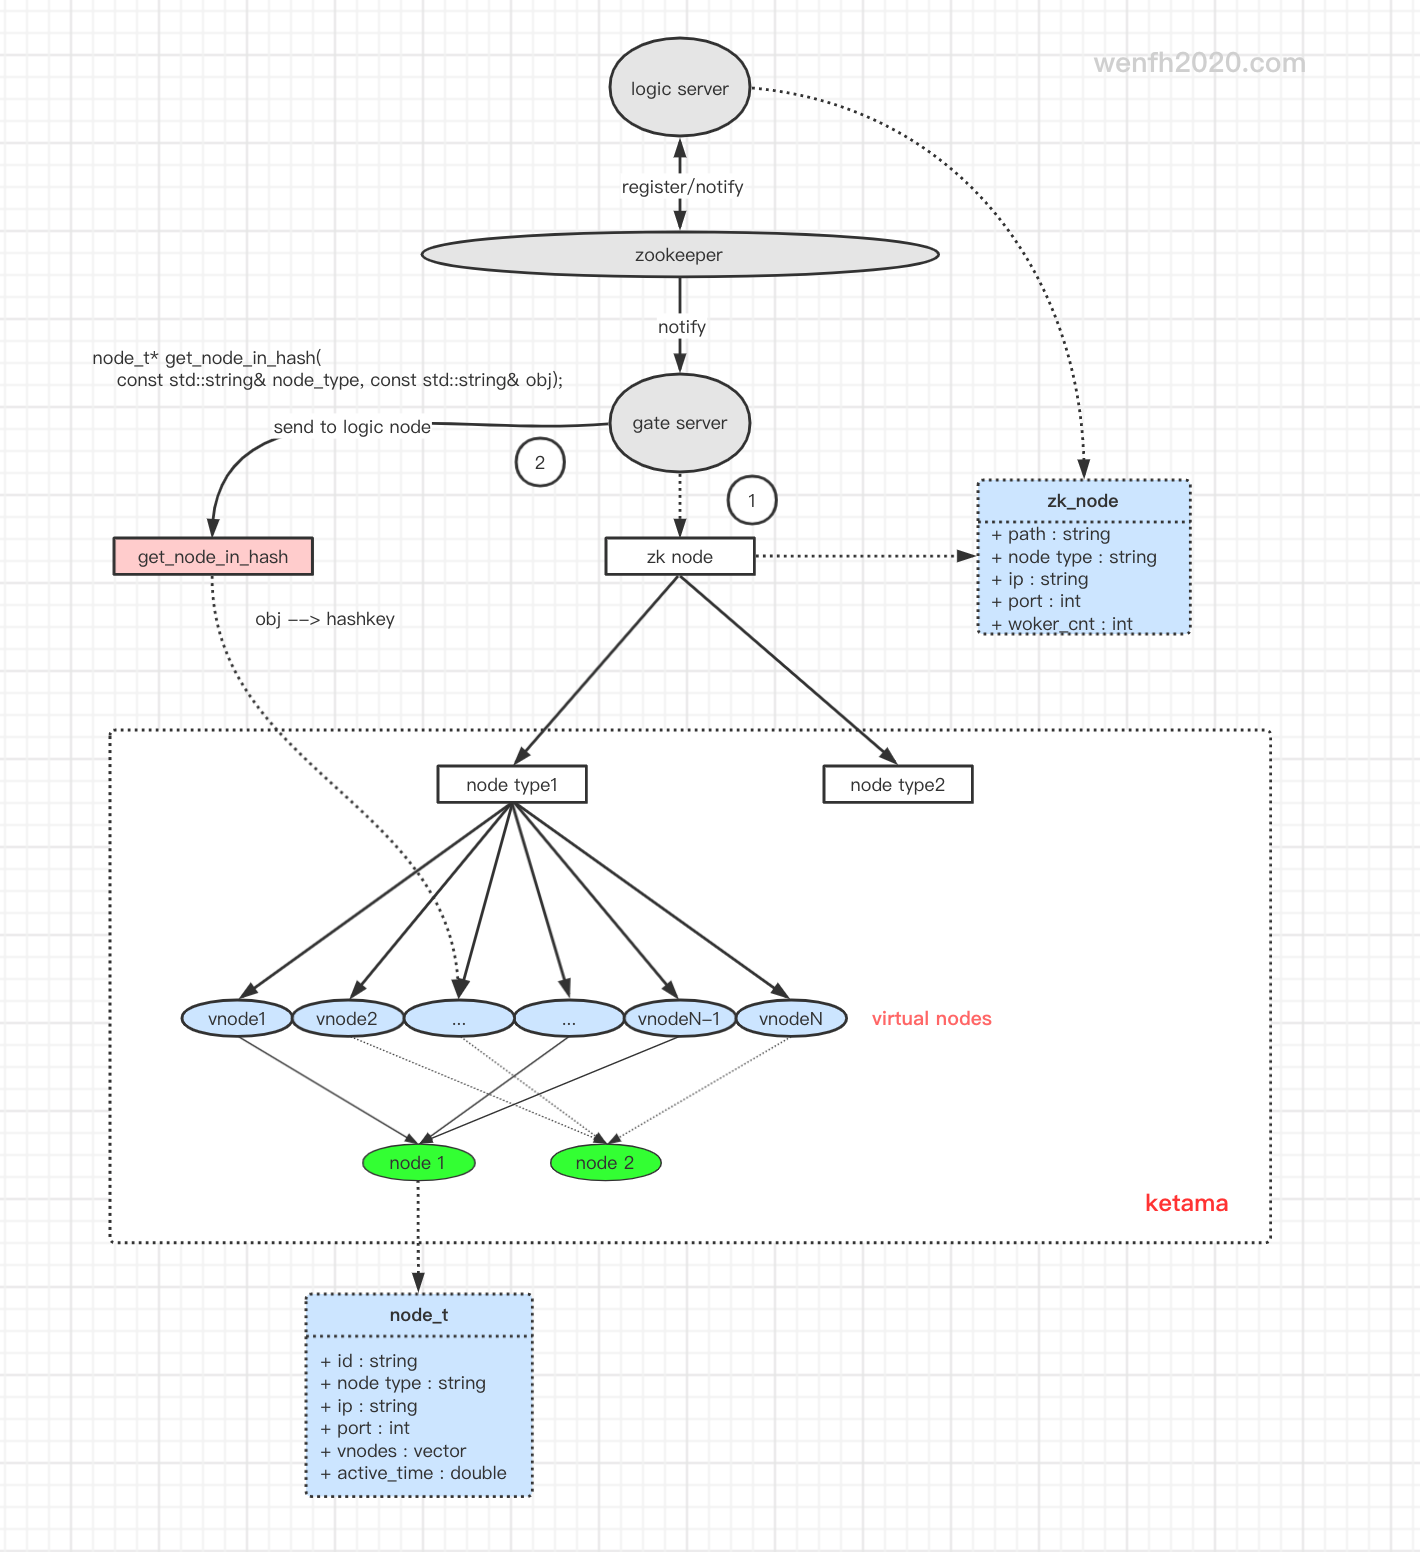 wenfh2020.com
logic server
register/notify
zookeeper
notify
node_t* get_node_in_hash(
const std::string& node_type, const std::string& obj);
send to logic node
gate server
2
1
zk_node
+ path : string
+ node type : string
+ ip : string
+ port : int
+ woker_cnt : int
get_node_in_hash
zk node
obj --> hashkey
node type1
node type2
vnode1
vnode2
...
...
vnodeN-1
vnodeN
virtual nodes
node 1
node 2
ketama
node_t
+ id : string
+ node type : string
+ ip : string
+ port : int
+ vnodes : vector
+ active_time : double